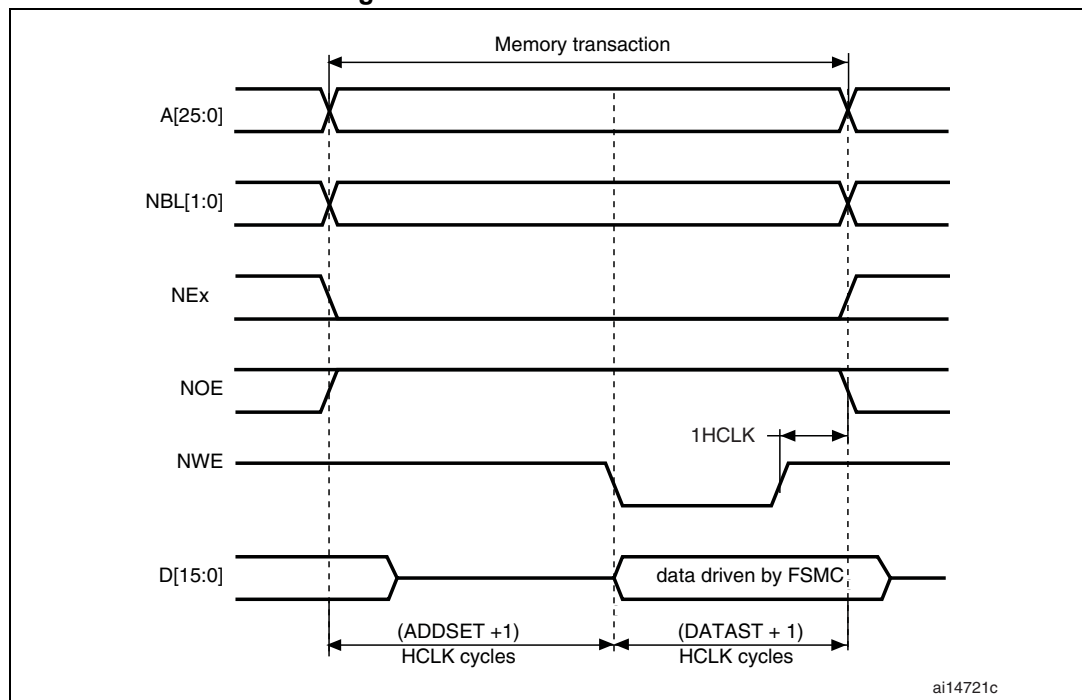 Memory transaction
A[25:0]
NBL[1:0]
NEx
NOE
1HCLK
NWE
D[15:0]
data driven by FSMC
(ADDSET +1)
HCLK cycles
(DATAST + 1)
HCLK cycles
ai14721c